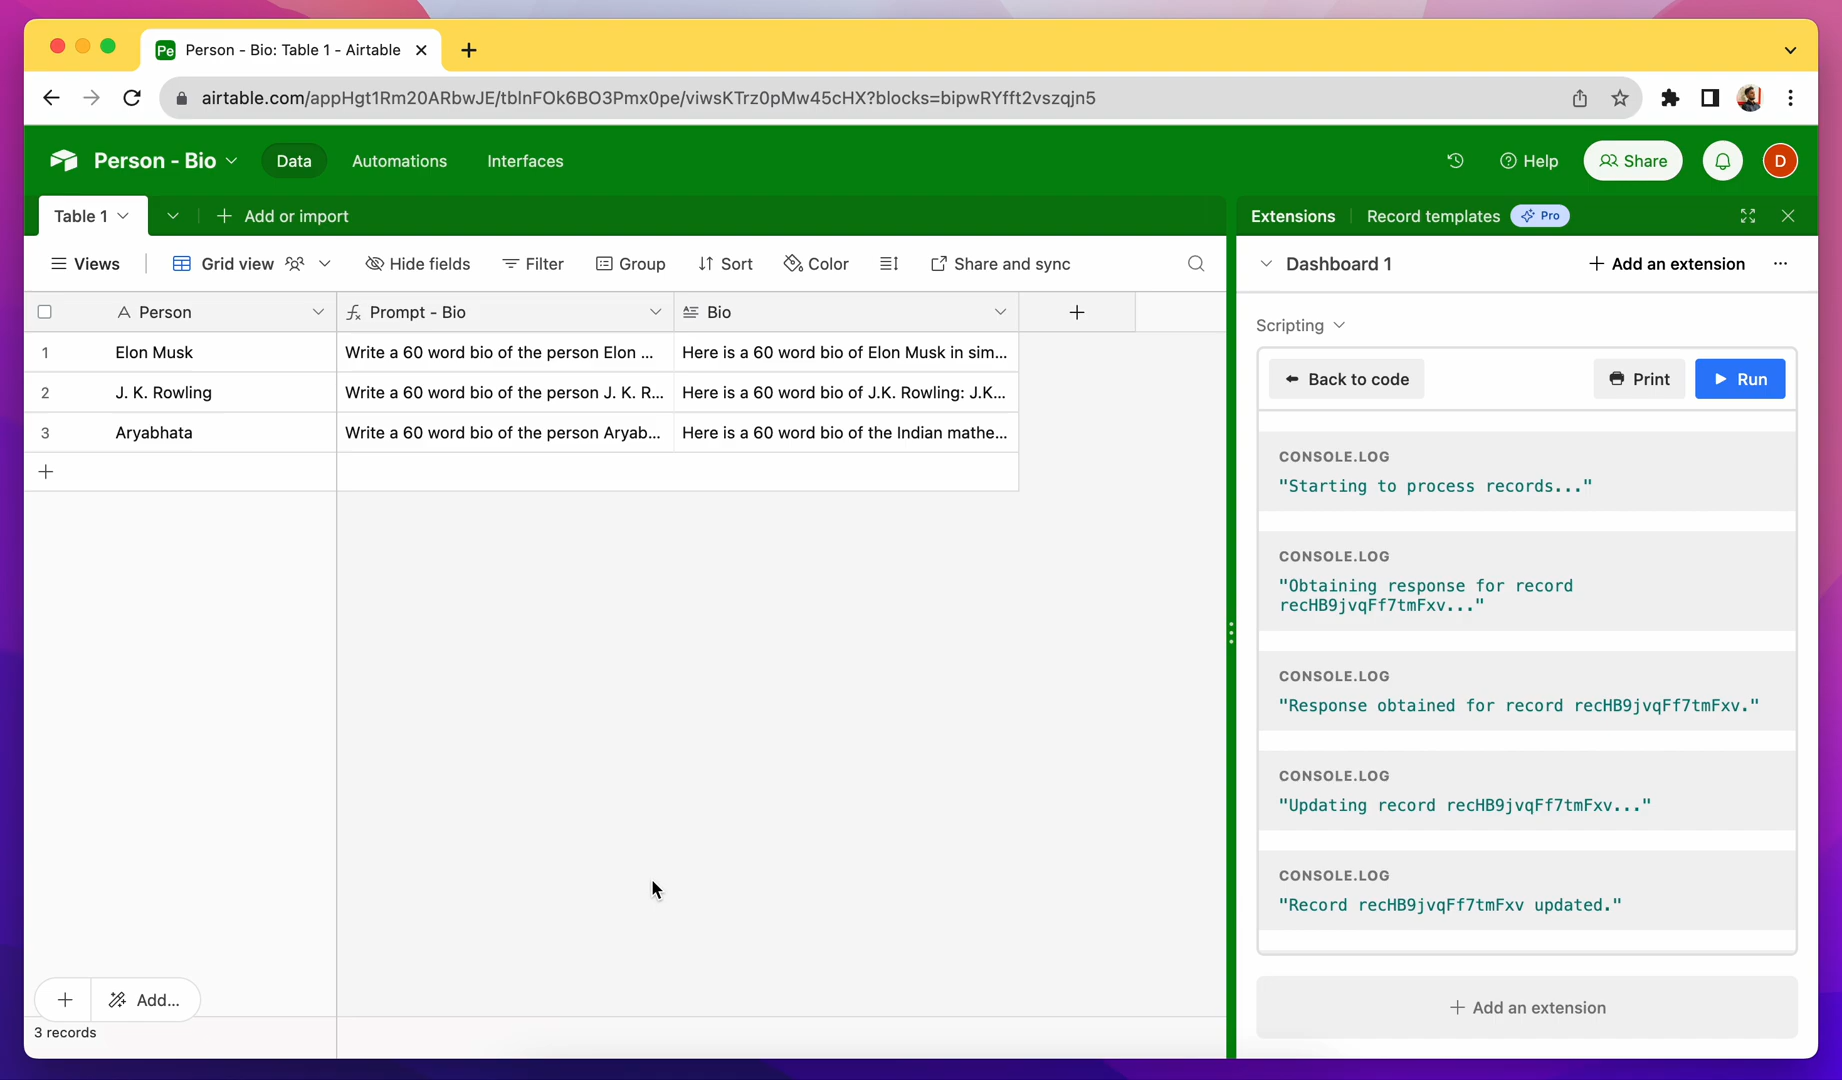 Pe Person - Bio: Table 1 - Airtable
airtable.com/appHgt1Rm20ARbwJE/tblnFOk6BO3Pmx0pe/viwsKTrz0pMw45cHX?blocks=bipwRYfft2vszqjn5
Person - Bio Data Automations Interfaces Help Share D
Table 1 Add or import Extensions Record templates Pro
Views Grid view Hide fields Filter Group Sort Color Share and sync Dashboard 1 Add an extension
Person Prompt - Bio Bio
1 Elon Musk Write a 60 word bio of the person Elon ... Here is a 60 word bio of Elon Musk in sim...
2 J. K. Rowling Write a 60 word bio of the person J. K. R... Here is a 60 word bio of J.K. Rowling: J.K...
3 Aryabhata Write a 60 word bio of the person Aryab... Here is a 60 word bio of the Indian mathe...
Add...
3 records
Scripting
Back to code Print Run
CONSOLE.LOG
"Starting to process records..."
CONSOLE.LOG
"Obtaining response for record
recHB9jvqFf7tmFxv..."
CONSOLE.LOG
"Response obtained for record recHB9jvqFf7tmFxv."
CONSOLE.LOG
"Updating record recHB9jvqFf7tmFxv..."
CONSOLE.LOG
"Record recHB9jvqFf7tmFxv updated."
Add an extension